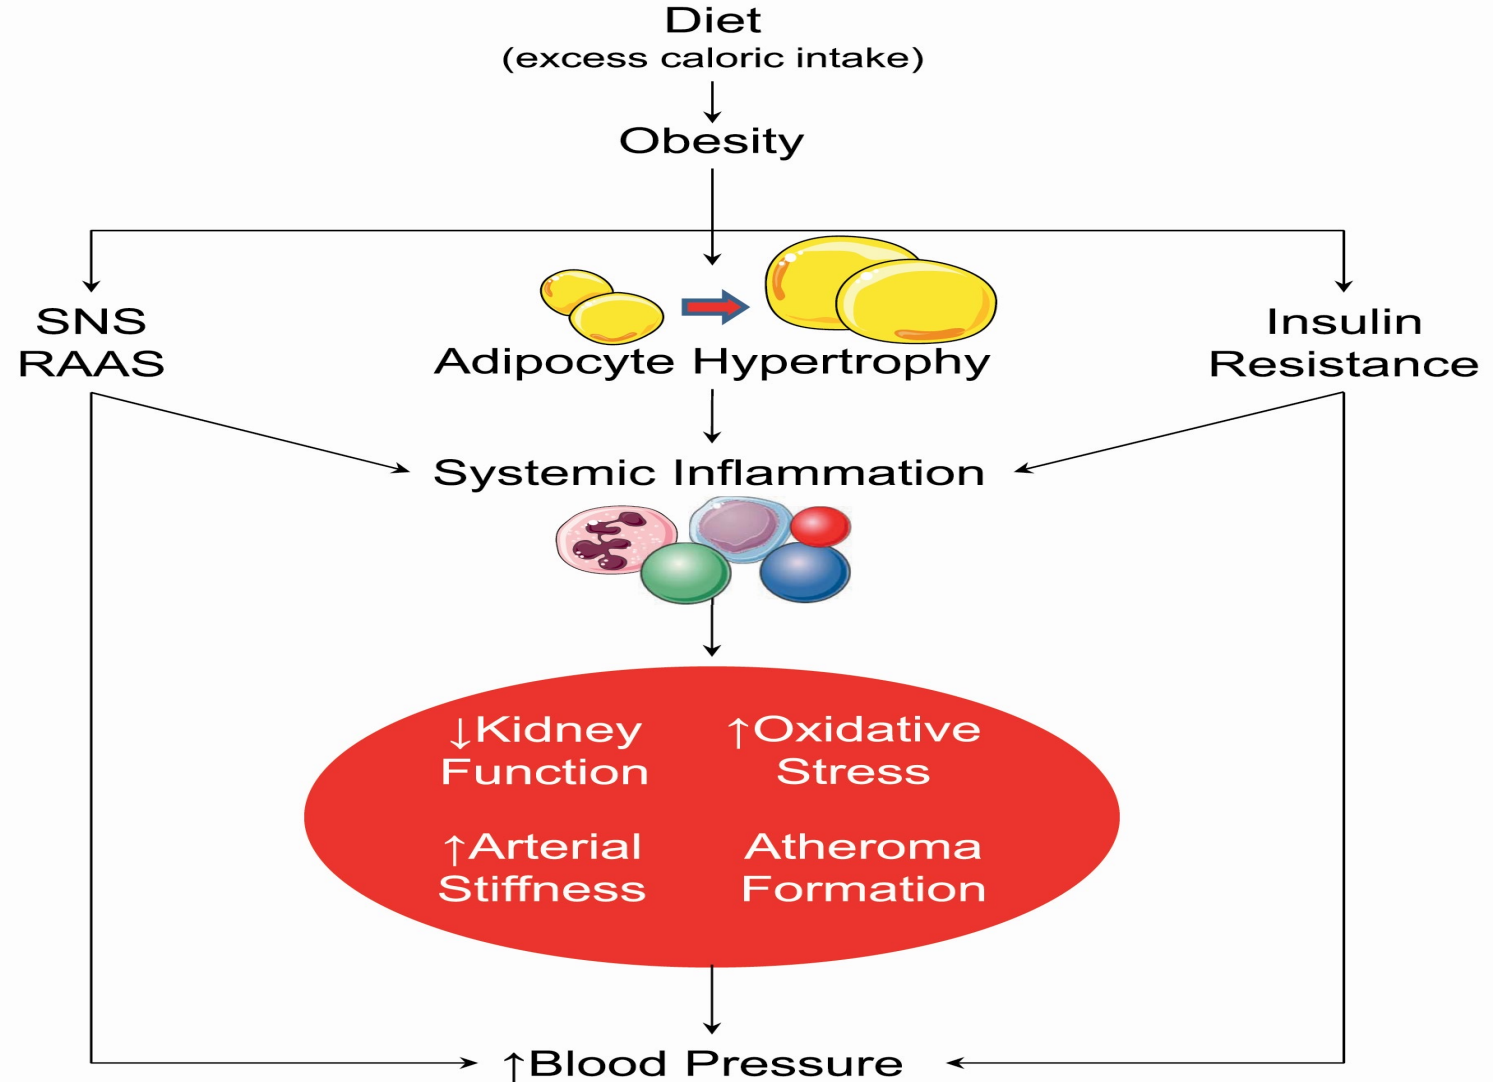 Diet
(excess caloric intake)
Obesity
SNS
RAAS
Adipocyte Hypertrophy
Insulin
Resistance
Systemic Inflammation
↓Kidney
Function
↑Oxidative
Stress
↑Arterial
Stiffness
Atheroma
Formation
↑Blood Pressure